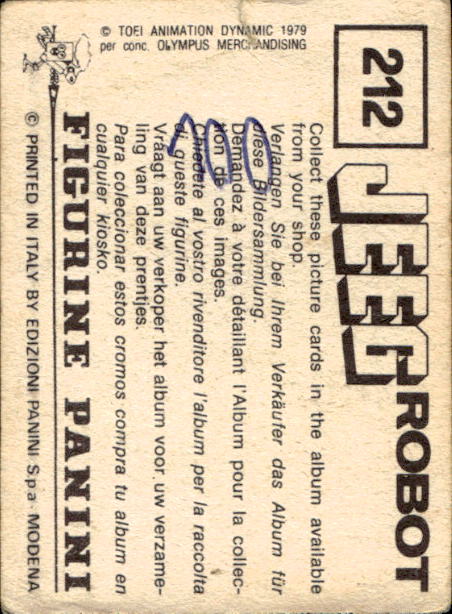 © TOEI ANIMATION DYNAMIC 1979
per conc. OLYMPUS MERCHANDISING
212
JEEG ROBOT
Collect these picture cards in the album available
from your shop.
Verlangen Sie bei Ihrem Verkäufer das Album für
diese Bildersammlung.
Demandez à votre détaillant l'Album pour la collec-
tion de ces images.
Chiedete al vostro rivenditore l'album per la raccolta
di queste figurine.
Vraagt aan uw verkoper het album voor uw verzame-
ling van deze prentjes.
Para coleccionar estos cromos compra tu album en
cualquier kiosko.
FIGURINE PANINI
© PRINTED IN ITALY BY EDIZIONI PANINI S.p.a. MODENA